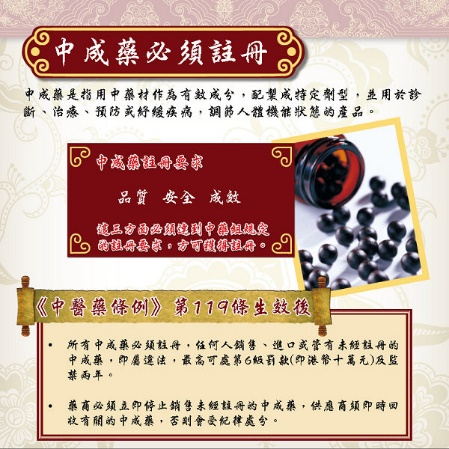 中成藥必須註冊
中成藥是指用中藥材作為有效成分，配製成特定劑型，並用於診
斷、治療、預防或紓緩疾病，調節人體機能狀態的產品。
中成藥註冊要求
品質 安全 成效
這三方面必須達到中藥組規定
的註冊要求，方可獲得註冊。
《中醫藥條例》第119條生效後
• 所有中成藥必須註冊，任何人銷售、進口或管有未經註冊的
中成藥，即屬違法，最高可處第6級罰款(即港幣十萬元)及監
禁兩年。
• 藥商必須立即停止銷售未經註冊的中成藥，供應商須即時回
收有關的中成藥，否則會受紀律處分。